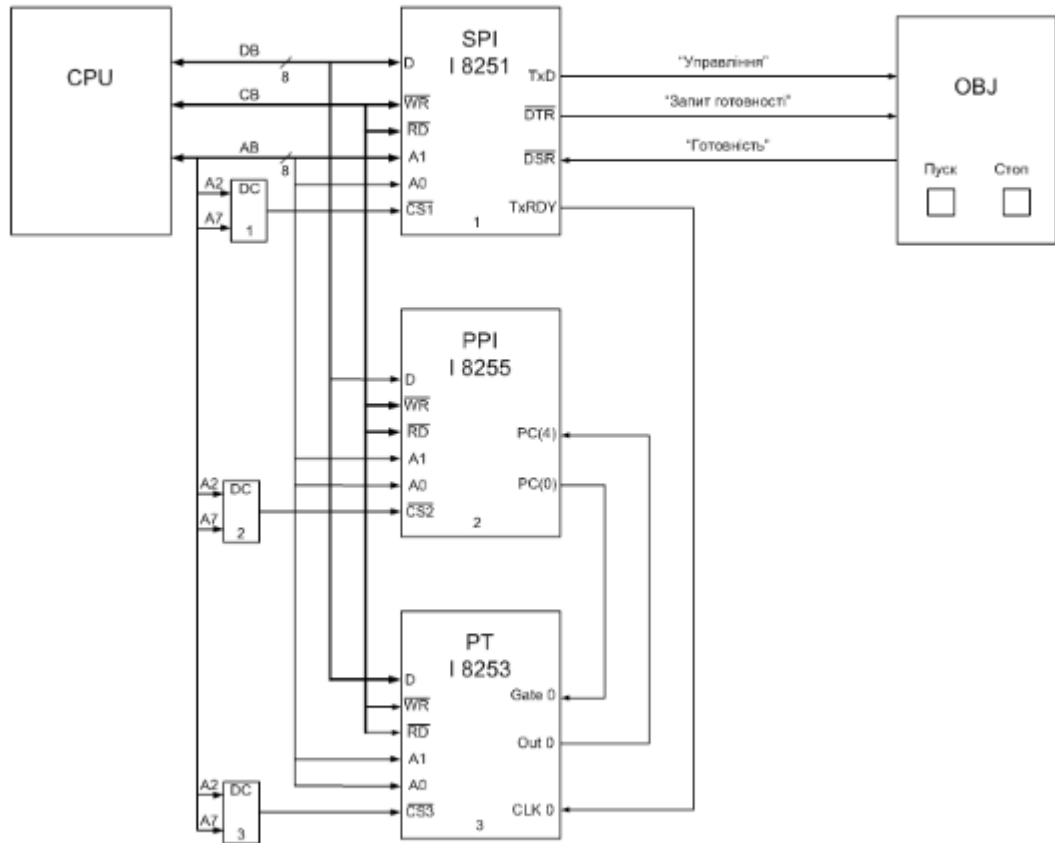 CPU
DB
8
CB
AB
8
A2
A7
DC
1
SPI
I 8251
D
WR
RD
A1
A0
CS1
TxD
DTR
DSR
TxRDY
1
"Управління"
"Запит готовності"
"Готовність"
OBJ
Пуск
Стоп
A2
A7
DC
2
PPI
I 8255
D
WR
RD
A1
A0
CS2
PC(4)
PC(0)
2
A2
A7
DC
3
PT
I 8253
D
WR
RD
A1
A0
CS3
Gate 0
Out 0
CLK 0
3